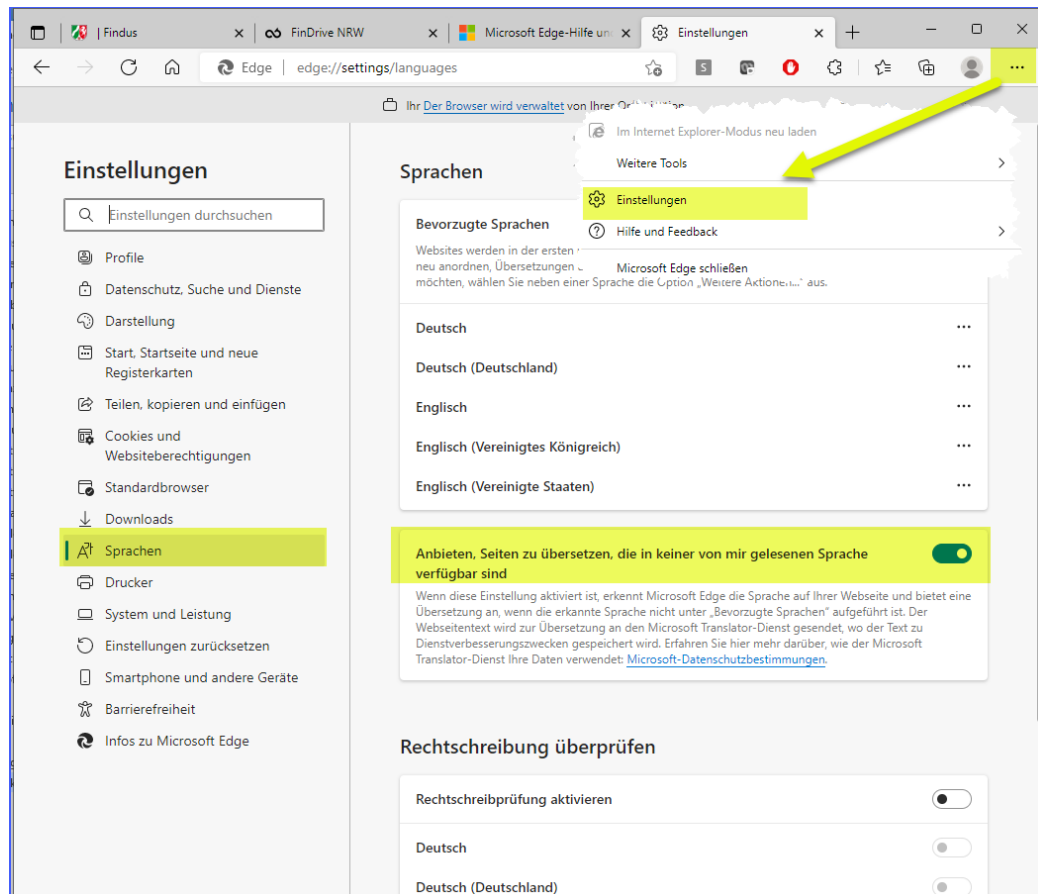 | Findus
FinDrive NRW
Microsoft Edge-Hilfe und
Einstellungen
Edge
edge://settings/languages
Ihr Der Browser wird verwaltet von Ihrer
Im Internet Explorer-Modus neu laden
Weitere Tools
Einstellungen
Hilfe und Feedback
Microsoft Edge schließen
Einstellungen
Einstellungen durchsuchen
Profile
Datenschutz, Suche und Dienste
Darstellung
Start, Startseite und neue
Registerkarten
Teilen, kopieren und einfügen
Cookies und
Websiteberechtigungen
Standardbrowser
Downloads
Sprachen
Drucker
System und Leistung
Einstellungen zurücksetzen
Smartphone und andere Geräte
Barrierefreiheit
Infos zu Microsoft Edge
Sprachen
Bevorzugte Sprachen
Websites werden in der ersten
neu anordnen, Übersetzungen
möchten, wählen Sie neben einer Sprache die Option „Weitere Aktionen..." aus.
Deutsch
Deutsch (Deutschland)
Englisch
Englisch (Vereinigtes Königreich)
Englisch (Vereinigte Staaten)
Anbieten, Seiten zu übersetzen, die in keiner von mir gelesenen Sprache
verfügbar sind
Wenn diese Einstellung aktiviert ist, erkennt Microsoft Edge die Sprache auf Ihrer Webseite und bietet eine
Übersetzung an, wenn die erkannte Sprache nicht unter „Bevorzugte Sprachen" aufgeführt ist. Der
Webseitentext wird zur Übersetzung an den Microsoft Translator-Dienst gesendet, wo der Text zu
Dienstverbesserungszwecken gespeichert wird. Erfahren Sie hier mehr darüber, wie der Microsoft
Translator-Dienst Ihre Daten verwendet: Microsoft-Datenschutzbestimmungen.
Rechtschreibung überprüfen
Rechtschreibprüfung aktivieren
Deutsch
Deutsch (Deutschland)